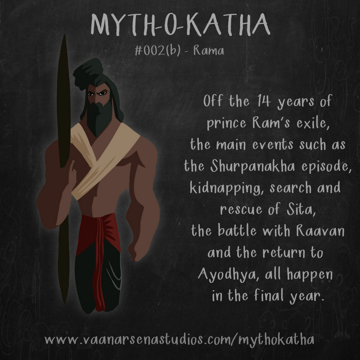 MYTH-O-KATHA
#002(b) - Rama
Off the 14 years of
prince Ram's exile,
the main events such as
the Shurpanakha episode,
kidnapping, search and
rescue of Sita,
the battle with Raavan
and the return to
Ayodhya, all happen
in the final year.
www.vaanarsenastudios.com/mythokatha